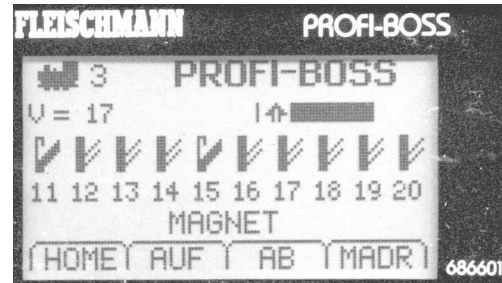 FLEISCHMANN PROFI-BOSS
3 PROFI-BOSS
V = 17
11 12 13 14 15 16 17 18 19 20
MAGNET
HOME AUF AB MADR
686601